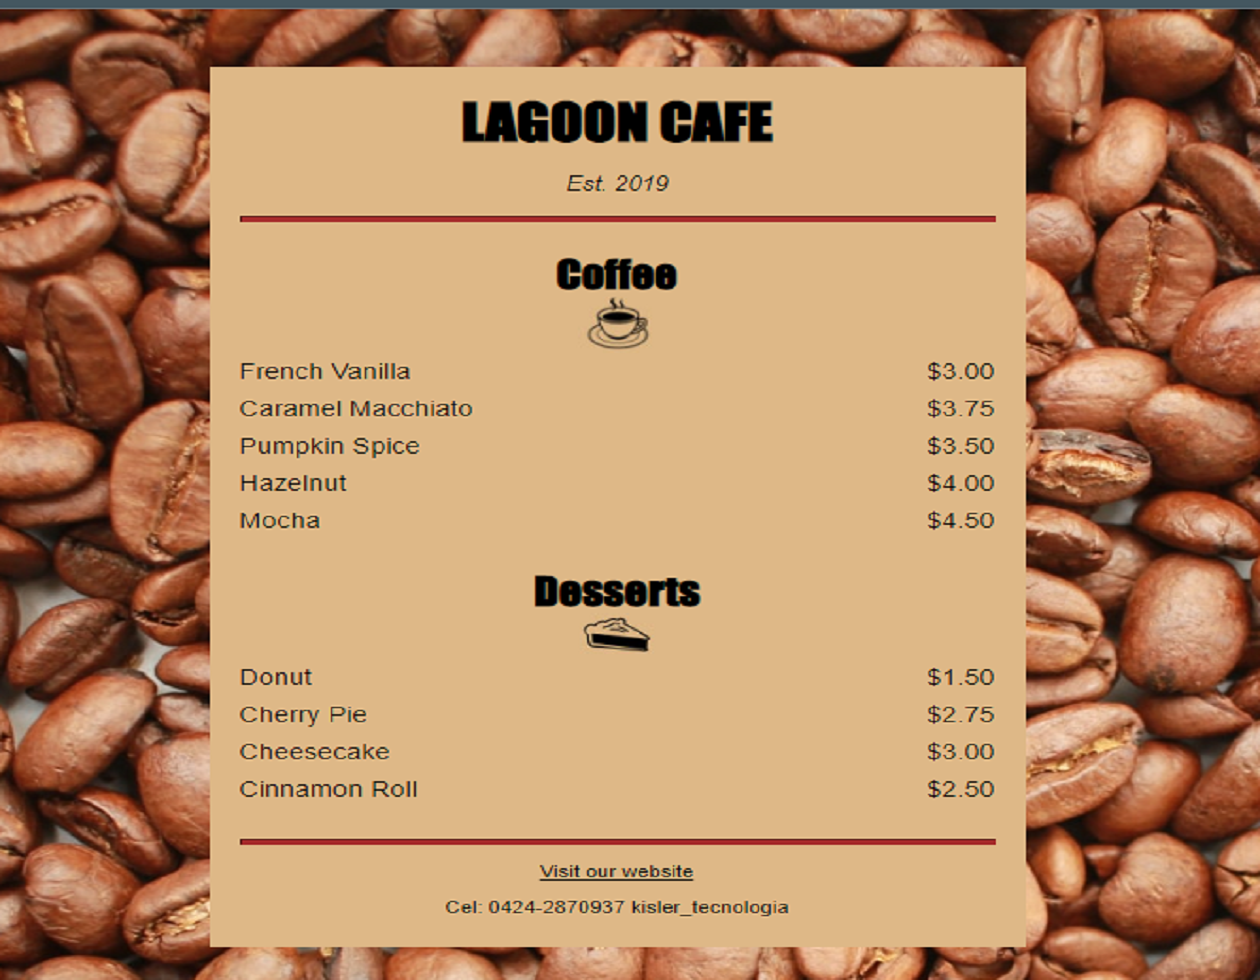 LAGOON CAFE
Est. 2019
Coffee
French Vanilla $3.00
Caramel Macchiato $3.75
Pumpkin Spice $3.50
Hazelnut $4.00
Mocha $4.50
Desserts
Donut $1.50
Cherry Pie $2.75
Cheesecake $3.00
Cinnamon Roll $2.50
Visit our website
Cel: 0424-2870937 kisler_tecnologia